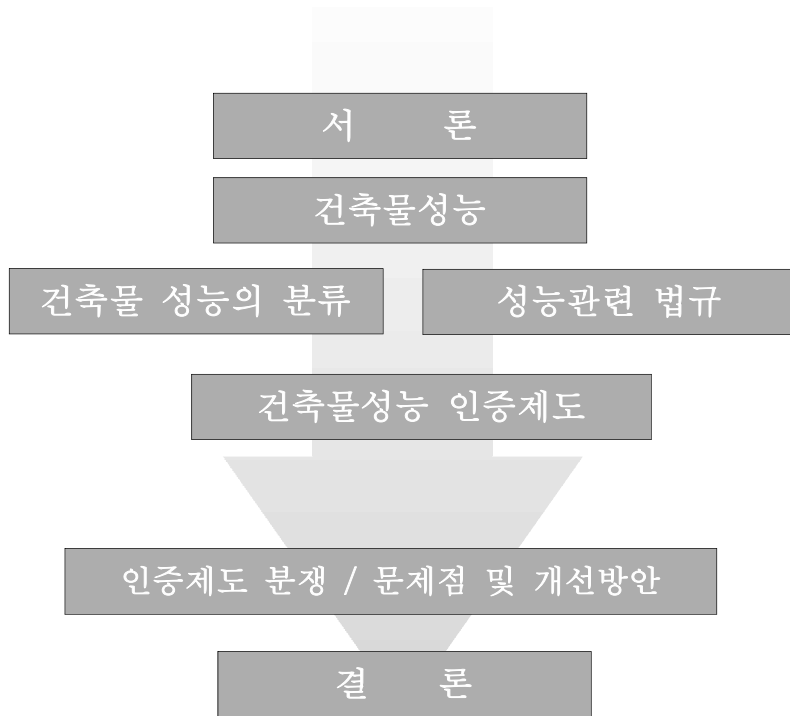 서 론
건축물성능
건축물 성능의 분류
성능관련 법규
건축물성능 인증제도
인증제도 분쟁 / 문제점 및 개선방안
결 론